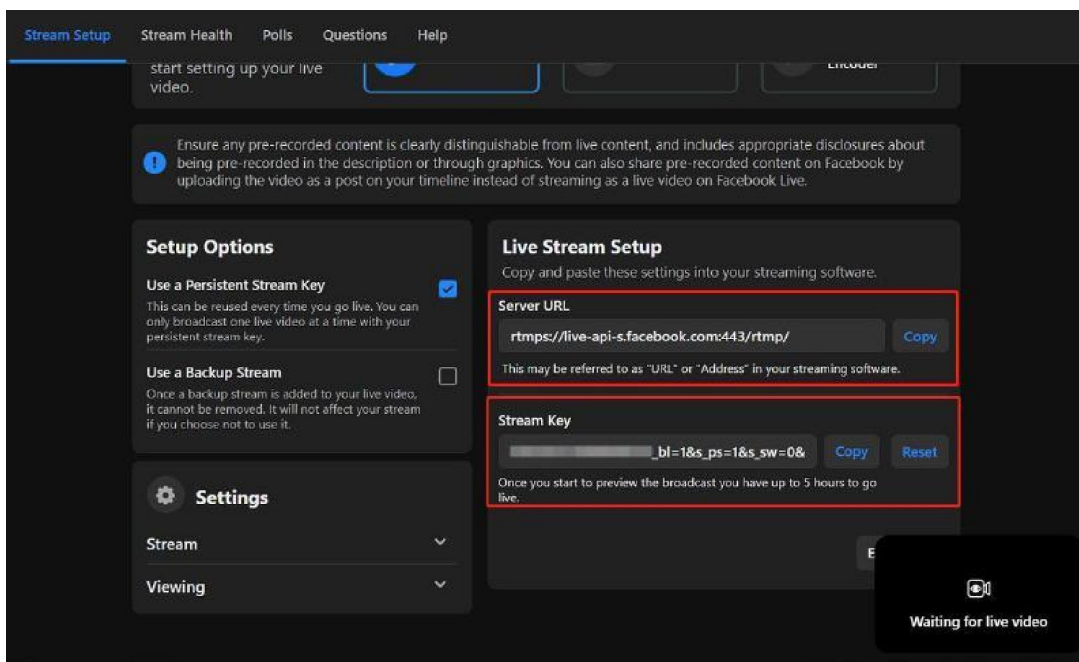 Stream Setup Stream Health Polls Questions Help
start setting up your live
video.
Encoder
Ensure any pre-recorded content is clearly distinguishable from live content, and includes appropriate disclosures about
being pre-recorded in the description or through graphics. You can also share pre-recorded content on Facebook by
uploading the video as a post on your timeline instead of streaming as a live video on Facebook Live.
Setup Options
Use a Persistent Stream Key
This can be reused every time you go live. You can
only broadcast one live video at a time with your
persistent stream key.
Use a Backup Stream
Once a backup stream is added to your live video,
it cannot be removed. It will not affect your stream
if you choose not to use it.
Settings
Stream
Viewing
Live Stream Setup
Copy and paste these settings into your streaming software.
Server URL
rtmps://live-api-s.facebook.com:443/rtmp/ Copy
This may be referred to as "URL" or "Address" in your streaming software.
Stream Key
_bl=1&s_ps=1&s_sw=0& Copy Reset
Once you start to preview the broadcast you have up to 5 hours to go
live.
Waiting for live video